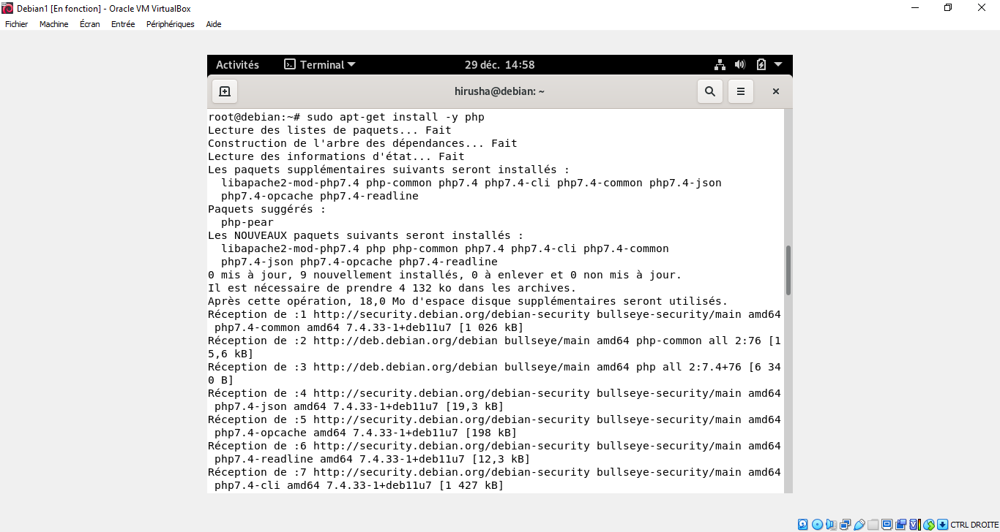 Debian1 [En fonction] - Oracle VM VirtualBox
Fichier Machine Écran Entrée Périphériques Aide
Activités Terminal 29 déc. 14:58
hirusha@debian: ~
root@debian:~# sudo apt-get install -y php
Lecture des listes de paquets... Fait
Construction de l'arbre des dépendances... Fait
Lecture des informations d'état... Fait
Les paquets supplémentaires suivants seront installés :
  libapache2-mod-php7.4 php-common php7.4 php7.4-cli php7.4-common php7.4-json
  php7.4-opcache php7.4-readline
Paquets suggérés :
  php-pear
Les NOUVEAUX paquets suivants seront installés :
  libapache2-mod-php7.4 php php-common php7.4 php7.4-cli php7.4-common
  php7.4-json php7.4-opcache php7.4-readline
0 mis à jour, 9 nouvellement installés, 0 à enlever et 0 non mis à jour.
Il est nécessaire de prendre 4 132 ko dans les archives.
Après cette opération, 18,0 Mo d'espace disque supplémentaires seront utilisés.
Réception de :1 http://security.debian.org/debian-security bullseye-security/main amd64
 php7.4-common amd64 7.4.33-1+deb11u7 [1 026 kB]
Réception de :2 http://deb.debian.org/debian bullseye/main amd64 php-common all 2:76 [1
5,6 kB]
Réception de :3 http://deb.debian.org/debian bullseye/main amd64 php all 2:7.4+76 [6 34
0 B]
Réception de :4 http://security.debian.org/debian-security bullseye-security/main amd64
 php7.4-json amd64 7.4.33-1+deb11u7 [19,3 kB]
Réception de :5 http://security.debian.org/debian-security bullseye-security/main amd64
 php7.4-opcache amd64 7.4.33-1+deb11u7 [198 kB]
Réception de :6 http://security.debian.org/debian-security bullseye-security/main amd64
 php7.4-readline amd64 7.4.33-1+deb11u7 [12,3 kB]
Réception de :7 http://security.debian.org/debian-security bullseye-security/main amd64
 php7.4-cli amd64 7.4.33-1+deb11u7 [1 427 kB]
CTRL DROITE